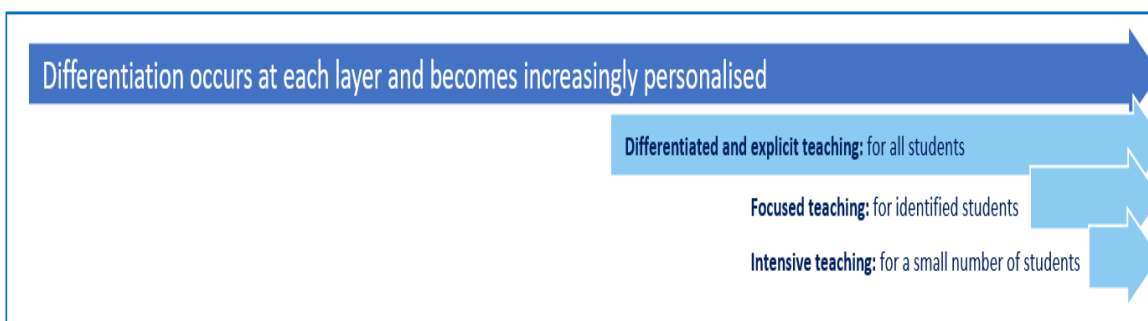 Differentiation occurs at each layer and becomes increasingly personalised
Differentiated and explicit teaching: for all students
Focused teaching: for identified students
Intensive teaching: for a small number of students